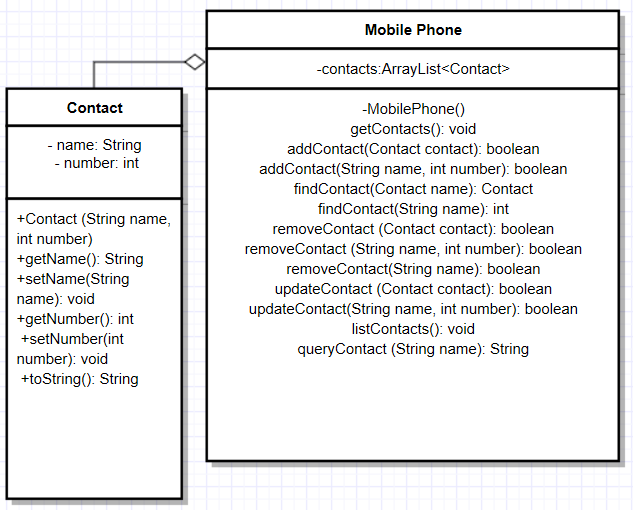 Mobile Phone
-contacts:ArrayList<Contact>
-MobilePhone()
getContacts(): void
addContact(Contact contact): boolean
addContact(String name, int number): boolean
findContact(Contact name): Contact
findContact(String name): int
removeContact (Contact contact): boolean
removeContact (String name, int number): boolean
removeContact(String name): boolean
updateContact (Contact contact): boolean
updateContact(String name, int number): boolean
listContacts(): void
queryContact (String name): String
Contact
- name: String
- number: int
+Contact (String name,
int number)
+getName(): String
+setName(String
name): void
+getNumber(): int
+setNumber(int
number): void
+toString(): String